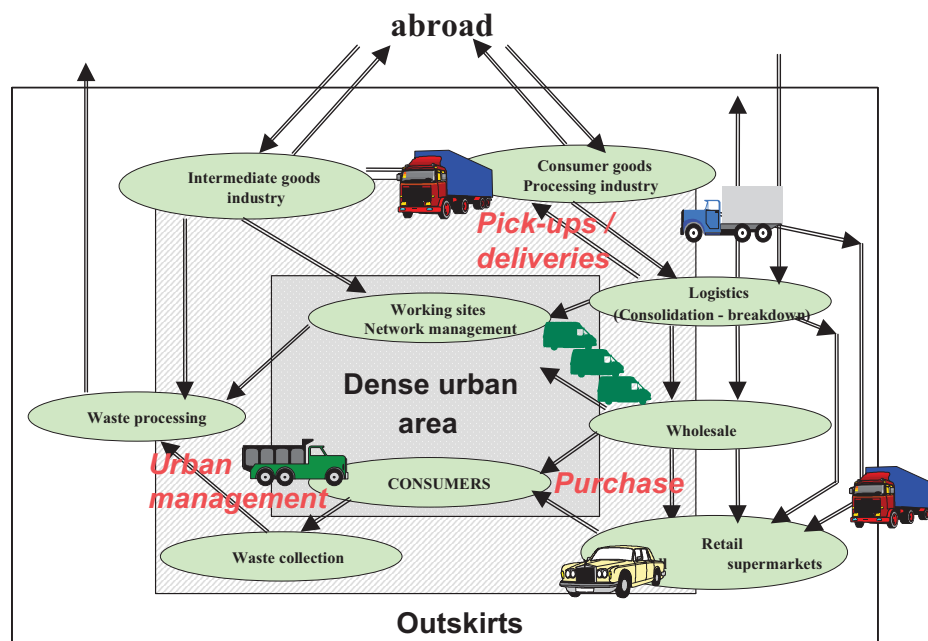 abroad
Intermediate goods
industry
Consumer goods
Processing industry
Pick-ups /
deliveries
Logistics
(Consolidation - breakdown)
Working sites
Network management
Dense urban
area
Waste processing
Wholesale
Urban
management
CONSUMERS
Purchase
Waste collection
Retail
supermarkets
Outskirts